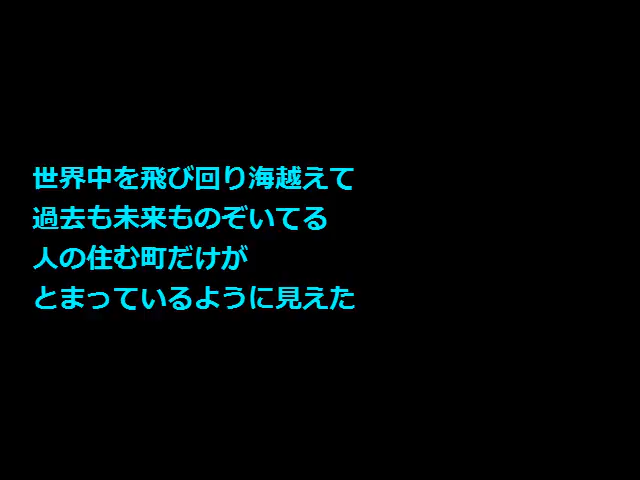 世界中を飛び回り海越えて
過去も未来ものぞいてる
人の住む町だけが
とまっているように見えた